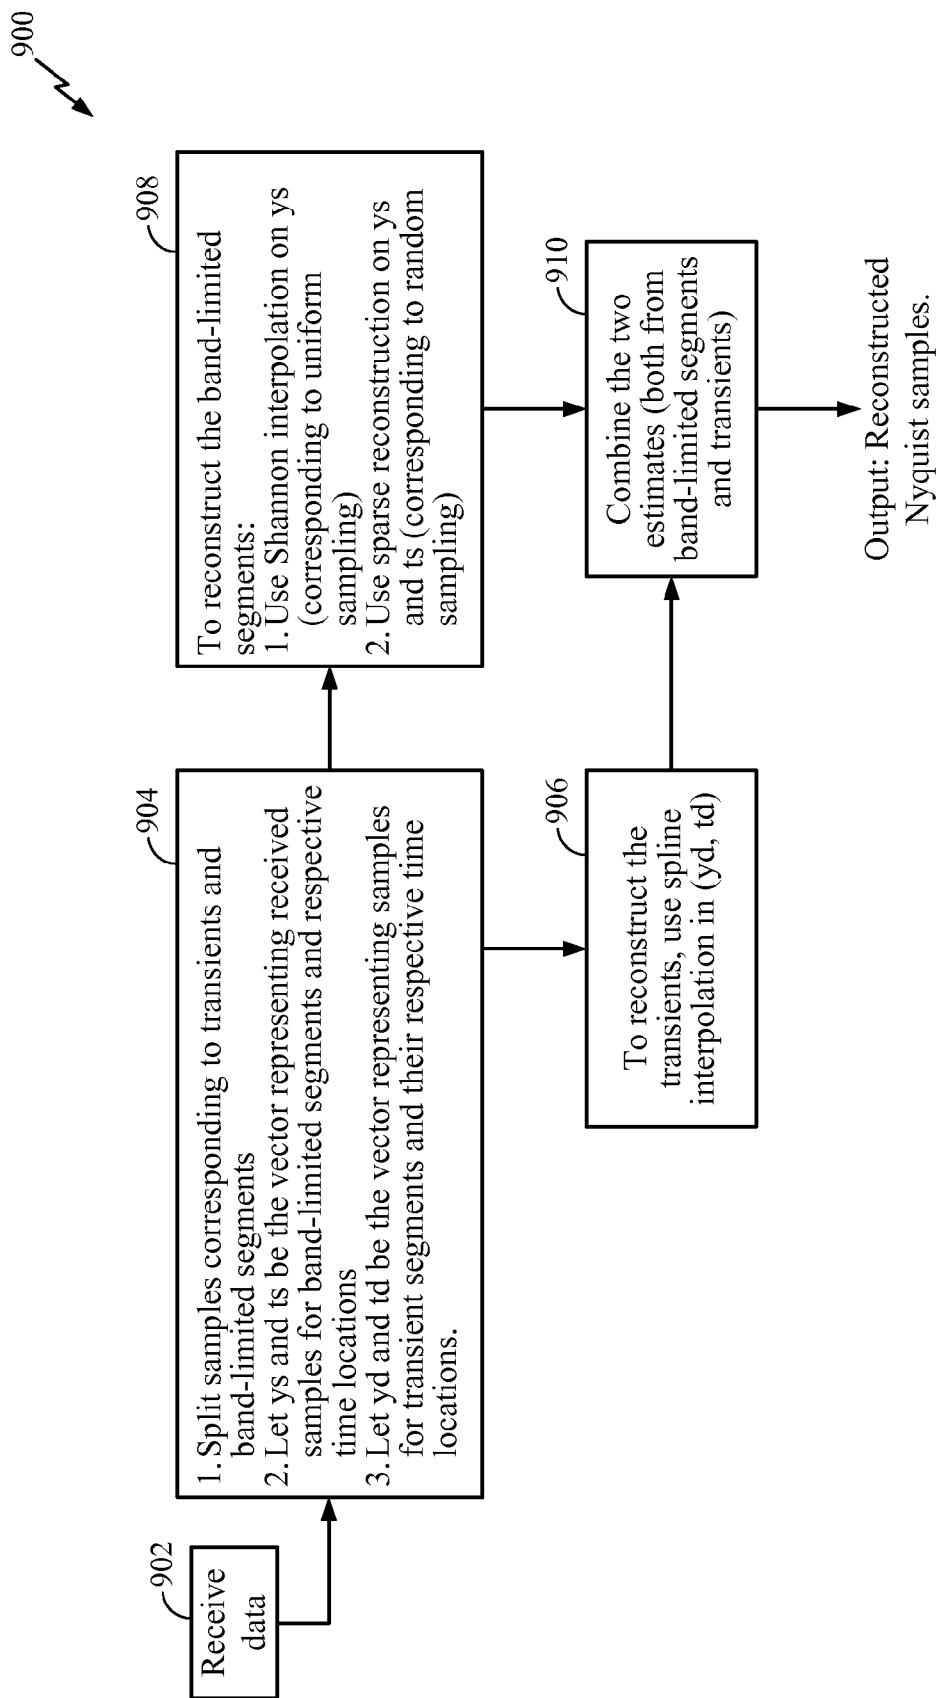 900
902
Receive
data
904
1. Split samples corresponding to transients and
band-limited segments
2. Let ys and ts be the vector representing received
samples for band-limited segments and respective
time locations
3. Let yd and td be the vector representing samples
for transient segments and their respective time
locations.
908
To reconstruct the band-limited
segments:
1. Use Shannon interpolation on ys
(corresponding to uniform
sampling)
2. Use sparse reconstruction on ys
and ts (corresponding to random
sampling)
906
To reconstruct the
transients, use spline
interpolation in (yd, td)
910
Combine the two
estimates (both from
band-limited segments
and transients)
Output: Reconstructed
Nyquist samples.